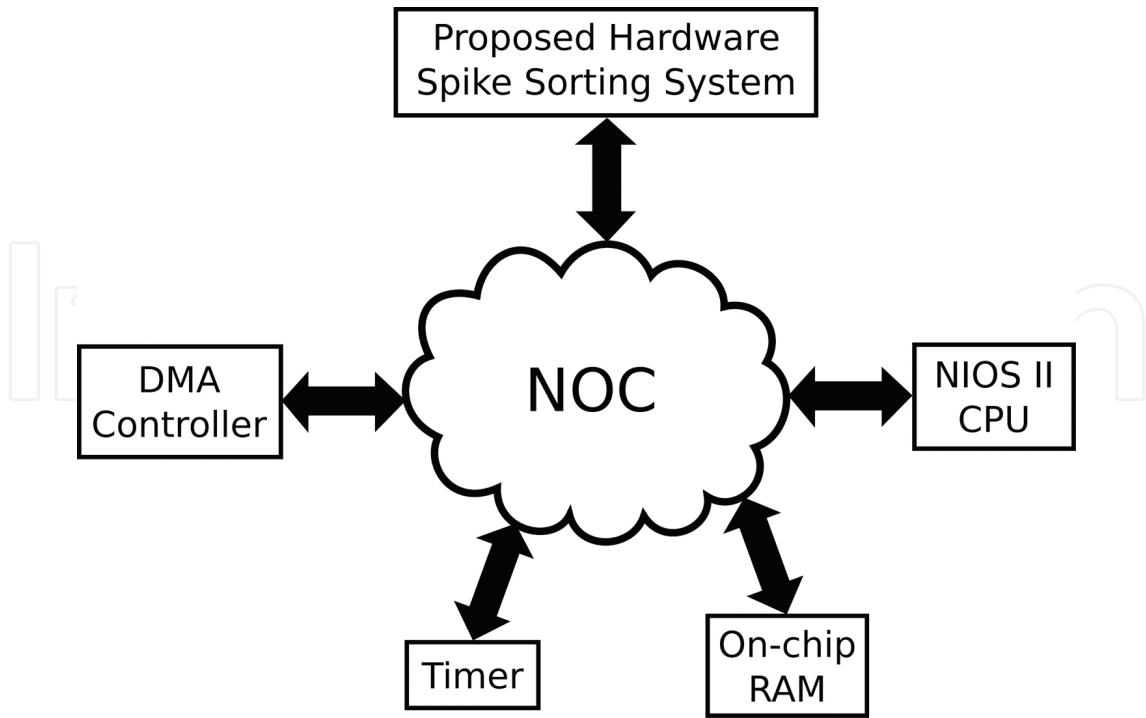 Proposed Hardware
Spike Sorting System
DMA
Controller
NOC
NIOS II
CPU
Timer
On-chip
RAM